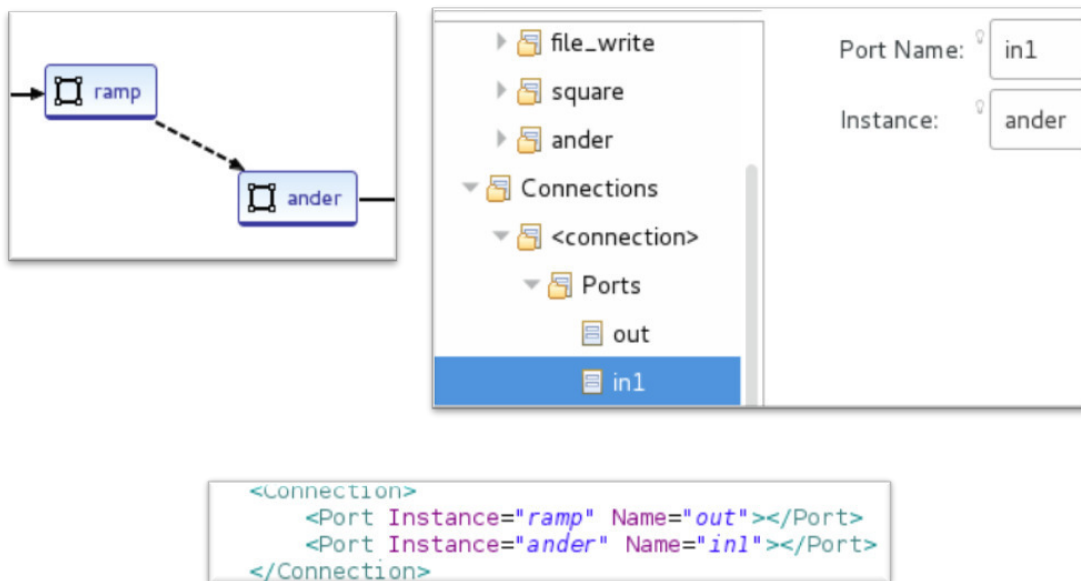 ramp
ander
file_write
square
ander
Connections
<connection>
Ports
out
in1
Port Name: in1
Instance: ander
<Connection>
<Port Instance="ramp" Name="out"></Port>
<Port Instance="ander" Name="in1"></Port>
</Connection>